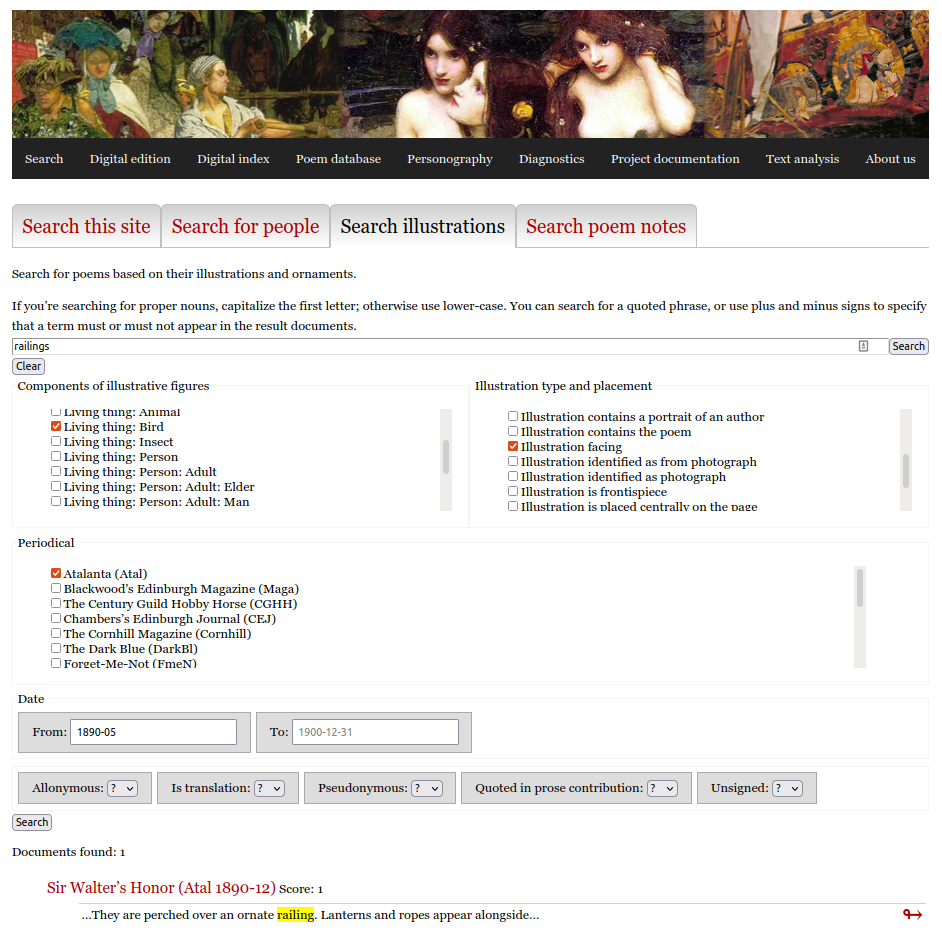 Search Digital edition Digital index Poem database Personography Diagnostics Project documentation Text analysis About us
Search this site Search for people Search illustrations Search poem notes
Search for poems based on their illustrations and ornaments.
If you're searching for proper nouns, capitalize the first letter; otherwise use lower-case. You can search for a quoted phrase, or use plus and minus signs to specify
that a term must or must not appear in the result documents.
railings Search
Clear
Components of illustrative figures
Living thing: Animal
Living thing: Bird
Living thing: Insect
Living thing: Person
Living thing: Person: Adult
Living thing: Person: Adult: Elder
Living thing: Person: Adult: Man
Illustration type and placement
Illustration contains a portrait of an author
Illustration contains the poem
Illustration facing
Illustration identified as from photograph
Illustration identified as photograph
Illustration is frontispiece
Illustration is placed centrally on the page
Periodical
Atalanta (Atal)
Blackwood's Edinburgh Magazine (Maga)
The Century Guild Hobby Horse (CGHH)
Chambers's Edinburgh Journal (CEJ)
The Cornhill Magazine (Cornhill)
The Dark Blue (DarkBl)
Forget-Me-Not (FmeN)
Date
From: 1890-05 To: 1900-12-31
Allonymous: ? Is translation: ? Pseudonymous: ? Quoted in prose contribution: ? Unsigned: ?
Search
Documents found: 1
Sir Walter's Honor (Atal 1890-12) Score: 1
...They are perched over an ornate railing. Lanterns and ropes appear alongside...